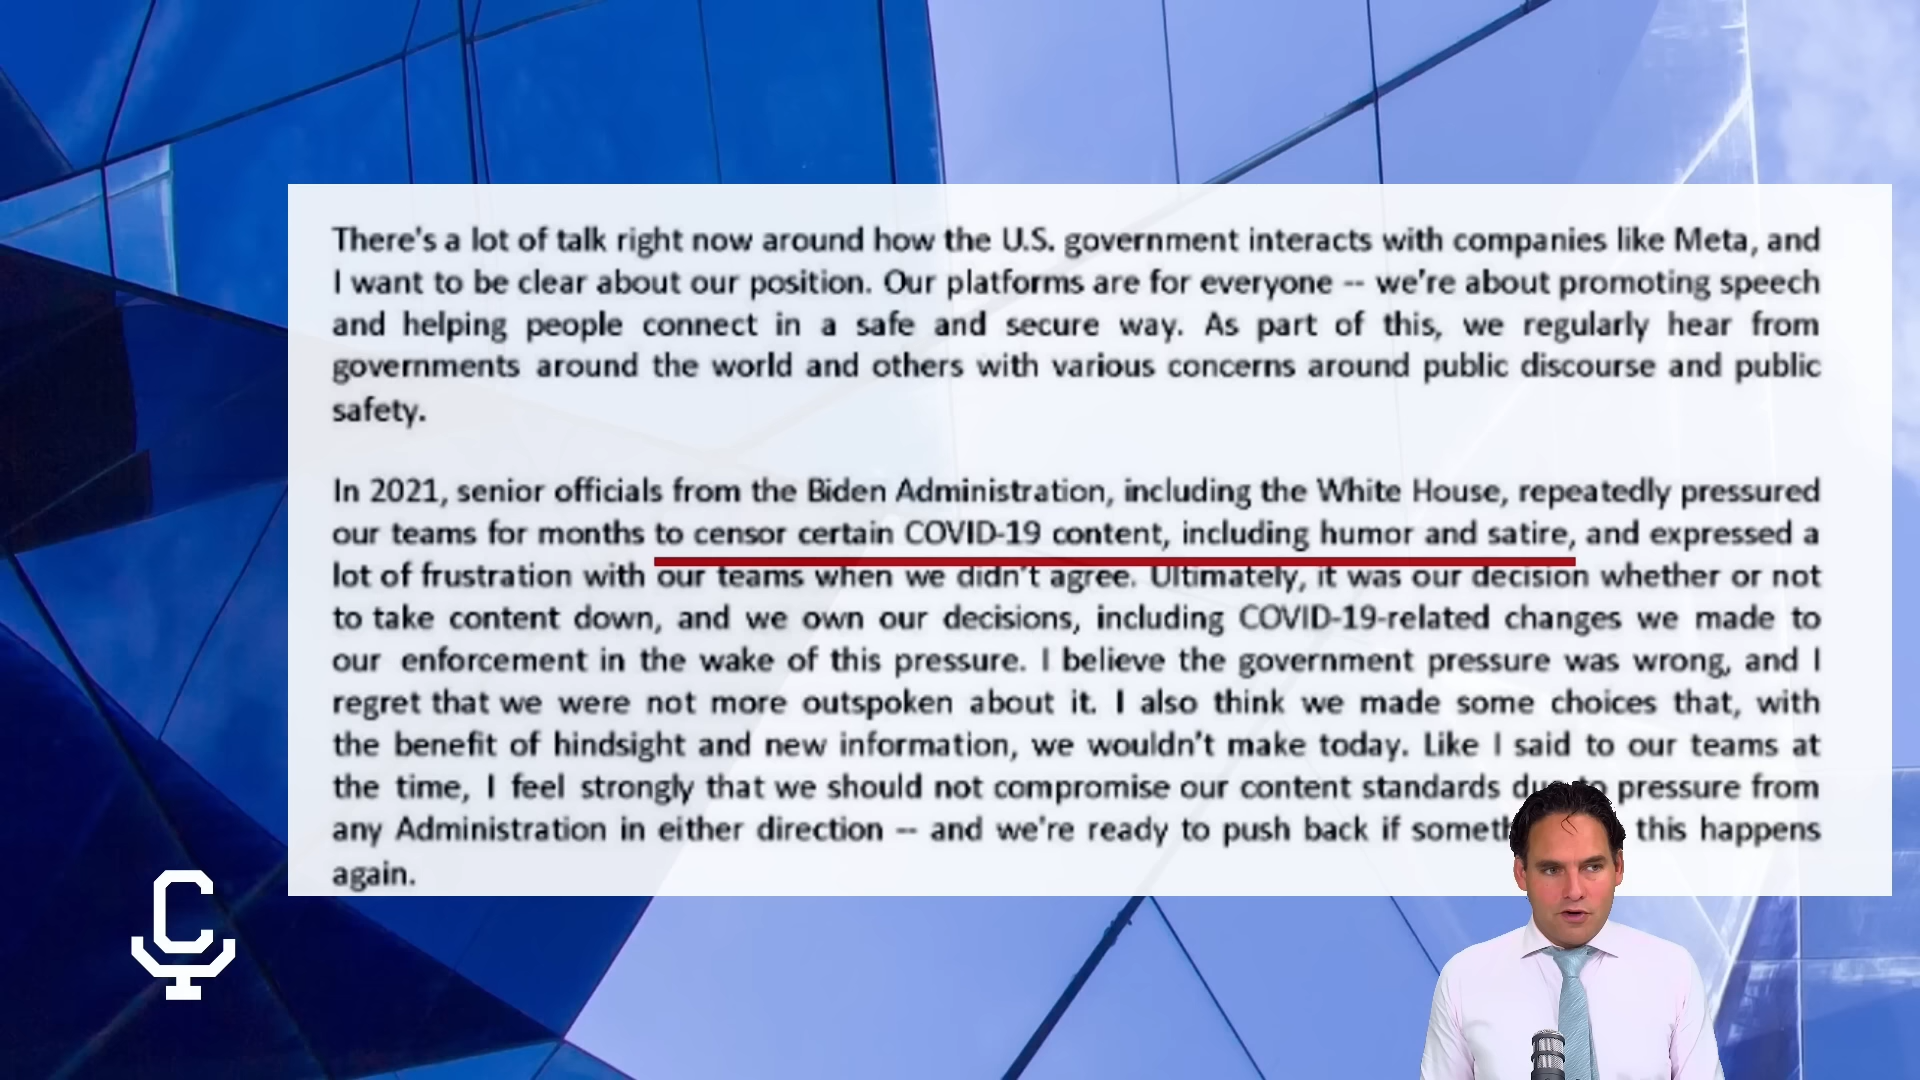 There's a lot of talk right now around how the U.S. government interacts with companies like Meta, and
I want to be clear about our position. Our platforms are for everyone -- we're about promoting speech
and helping people connect in a safe and secure way. As part of this, we regularly hear from
governments around the world and others with various concerns around public discourse and public
safety.
In 2021, senior officials from the Biden Administration, including the White House, repeatedly pressured
our teams for months to censor certain COVID-19 content, including humor and satire, and expressed a
lot of frustration with our teams when we didn't agree. Ultimately, it was our decision whether or not
to take content down, and we own our decisions, including COVID-19-related changes we made to
our enforcement in the wake of this pressure. I believe the government pressure was wrong, and I
regret that we were not more outspoken about it. I also think we made some choices that, with
the benefit of hindsight and new information, we wouldn't make today. Like I said to our teams at
the time, I feel strongly that we should not compromise our content standards due to pressure from
any Administration in either direction -- and we're ready to push back if this happens
again.
C